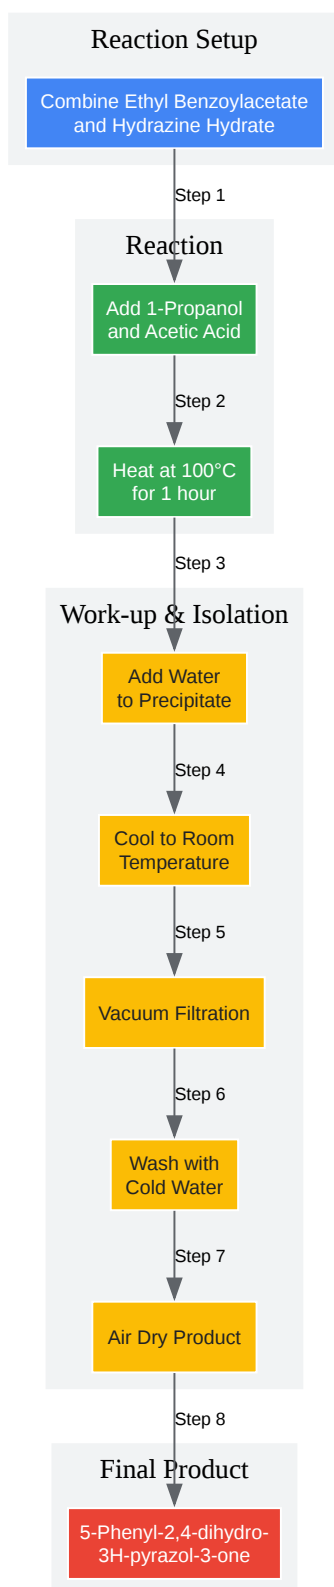 Reaction Setup
Combine Ethyl Benzoylacetate
and Hydrazine Hydrate
Step 1
Reaction
Add 1-Propanol
and Acetic Acid
Step 2
Heat at 100°C
for 1 hour
Step 3
Work-up & Isolation
Add Water
to Precipitate
Step 4
Cool to Room
Temperature
Step 5
Vacuum Filtration
Step 6
Wash with
Cold Water
Step 7
Air Dry Product
Step 8
Final Product
5-Phenyl-2,4-dihydro-
3H-pyrazol-3-one